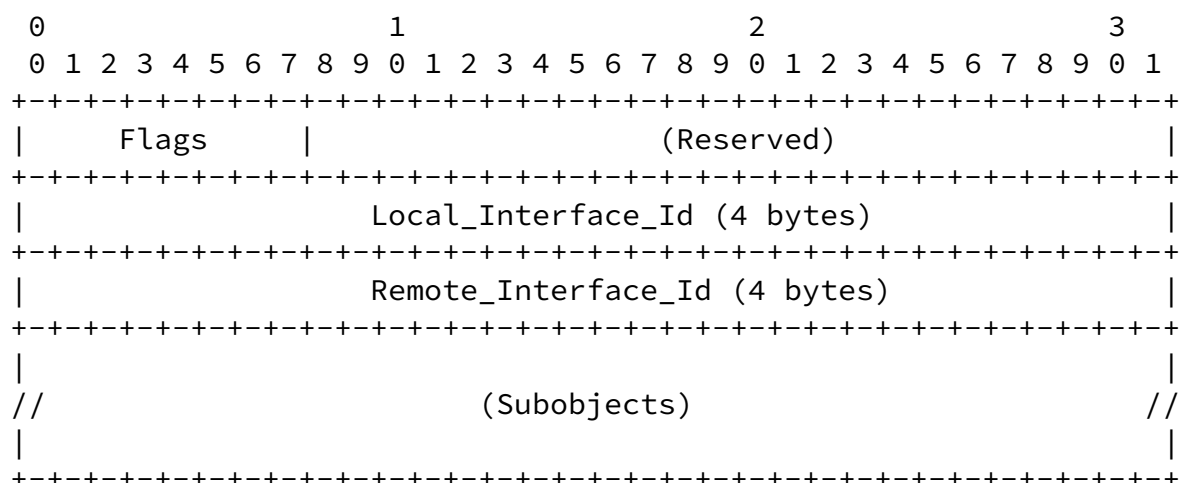 0                   1                   2                   3
 0 1 2 3 4 5 6 7 8 9 0 1 2 3 4 5 6 7 8 9 0 1 2 3 4 5 6 7 8 9 0 1
+-+-+-+-+-+-+-+-+-+-+-+-+-+-+-+-+-+-+-+-+-+-+-+-+-+-+-+-+-+-+-+-+
|     Flags     |                   (Reserved)                  |
+-+-+-+-+-+-+-+-+-+-+-+-+-+-+-+-+-+-+-+-+-+-+-+-+-+-+-+-+-+-+-+-+
|                   Local_Interface_Id (4 bytes)                |
+-+-+-+-+-+-+-+-+-+-+-+-+-+-+-+-+-+-+-+-+-+-+-+-+-+-+-+-+-+-+-+-+
|                   Remote_Interface_Id (4 bytes)               |
+-+-+-+-+-+-+-+-+-+-+-+-+-+-+-+-+-+-+-+-+-+-+-+-+-+-+-+-+-+-+-+-+
|                                                               |
//                        (Subobjects)                         //
|                                                               |
+-+-+-+-+-+-+-+-+-+-+-+-+-+-+-+-+-+-+-+-+-+-+-+-+-+-+-+-+-+-+-+-+